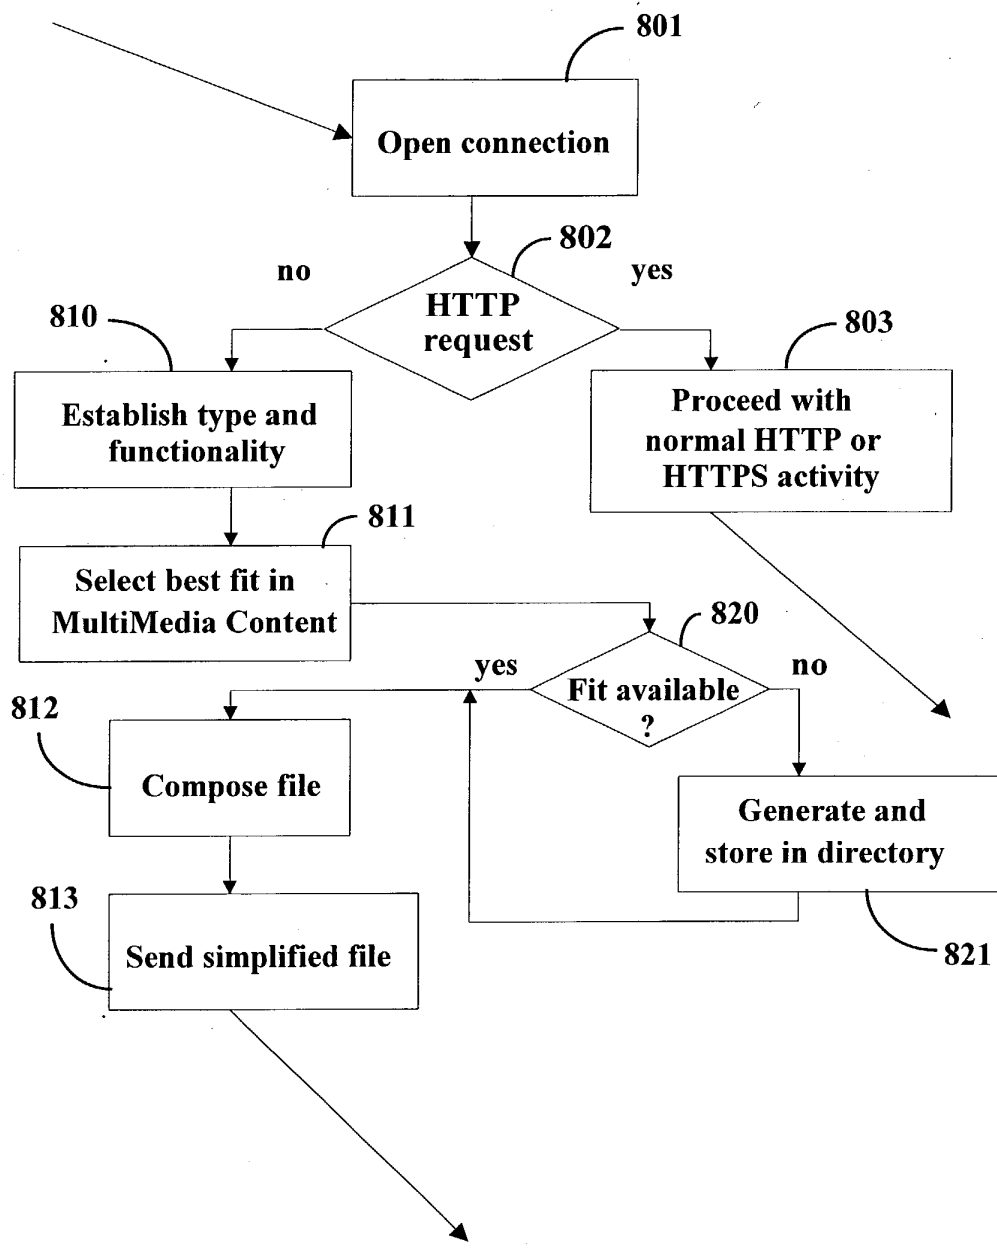 801
Open connection
802
no
yes
HTTP
request
810
803
Establish type and
functionality
Proceed with
normal HTTP or
HTTPS activity
811
Select best fit in
MultiMedia Content
820
yes
no
Fit available
?
812
Compose file
Generate and
store in directory
813
Send simplified file
821